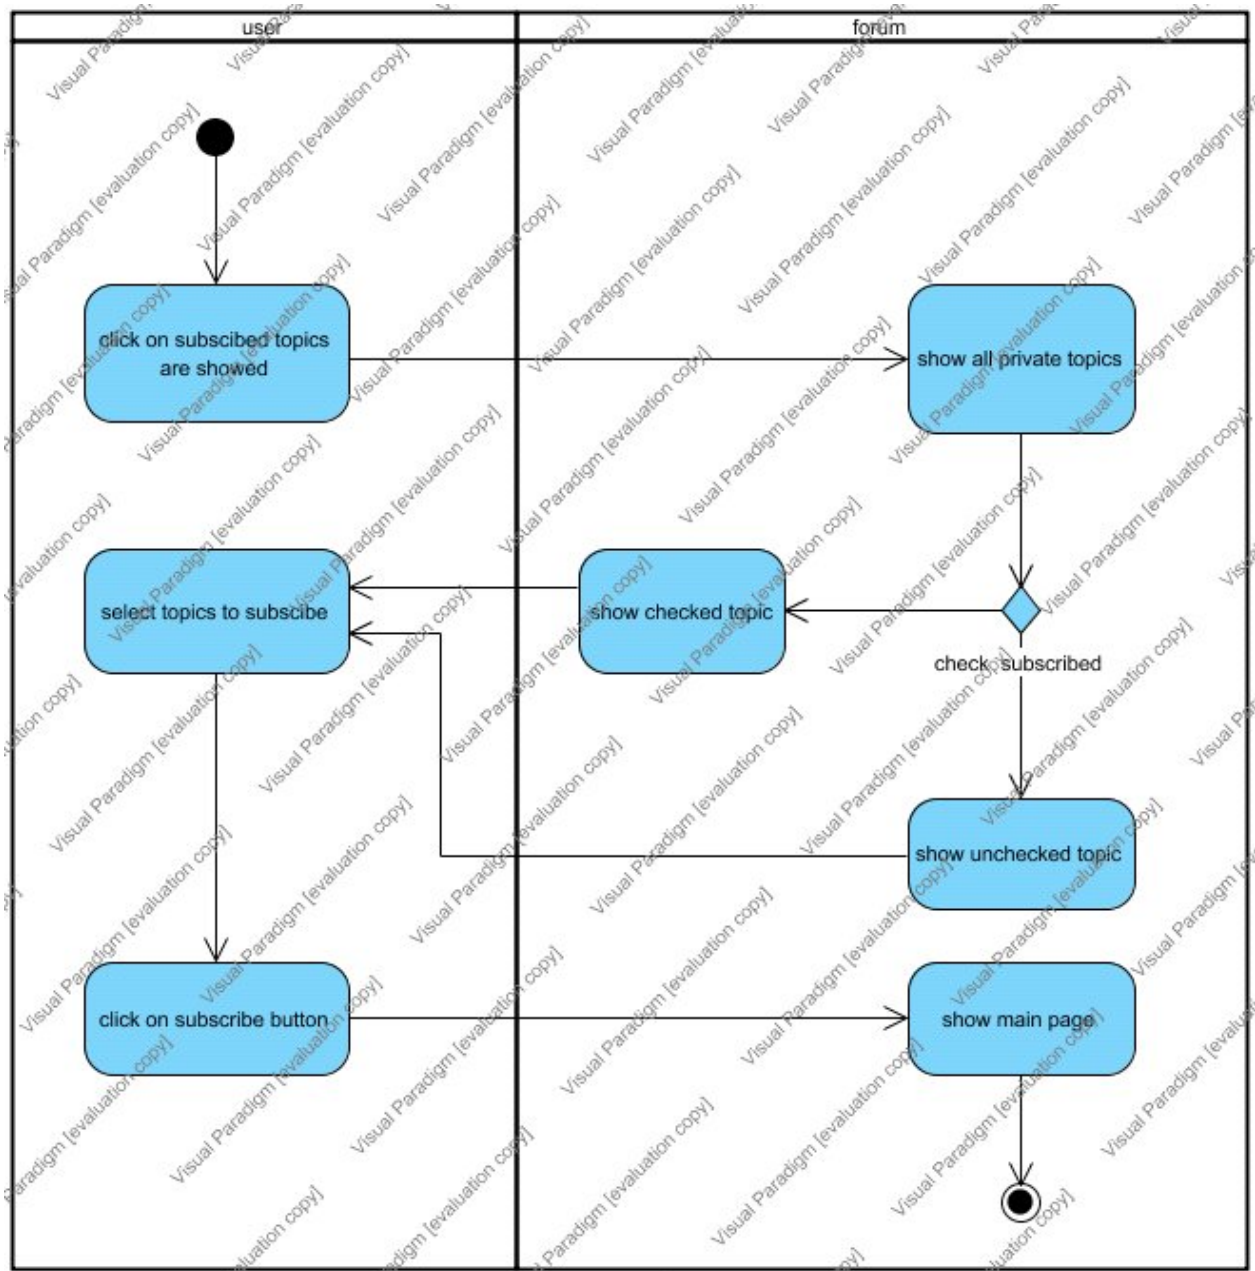 user
forum
click on subscibed topics
are showed
show all private topics
select topics to subscibe
show checked topic
check subscribed
show unchecked topic
click on subscribe button
show main page
Visual Paradigm [evaluation copy]